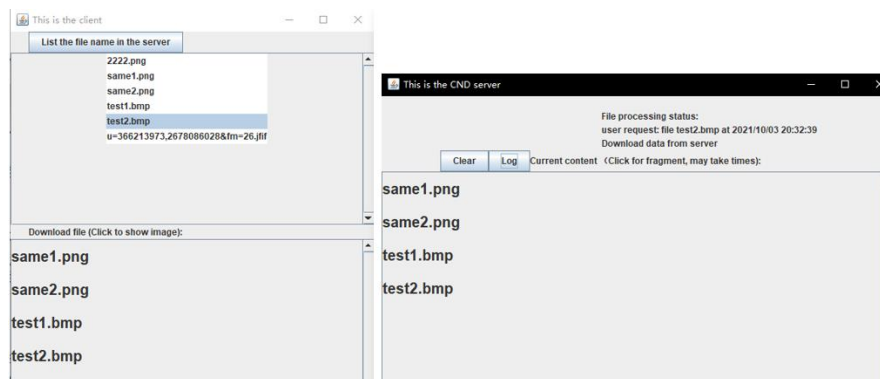 This is the client
List the file name in the server
2222.png
same1.png
same2.png
test1.bmp
test2.bmp
u=366213973,2678086028&fm=26.jfif
Download file (Click to show image):
same1.png
same2.png
test1.bmp
test2.bmp
This is the CND server
File processing status:
user request: file test2.bmp at 2021/10/03 20:32:39
Download data from server
Clear Log Current content （Click for fragment, may take times):
same1.png
same2.png
test1.bmp
test2.bmp